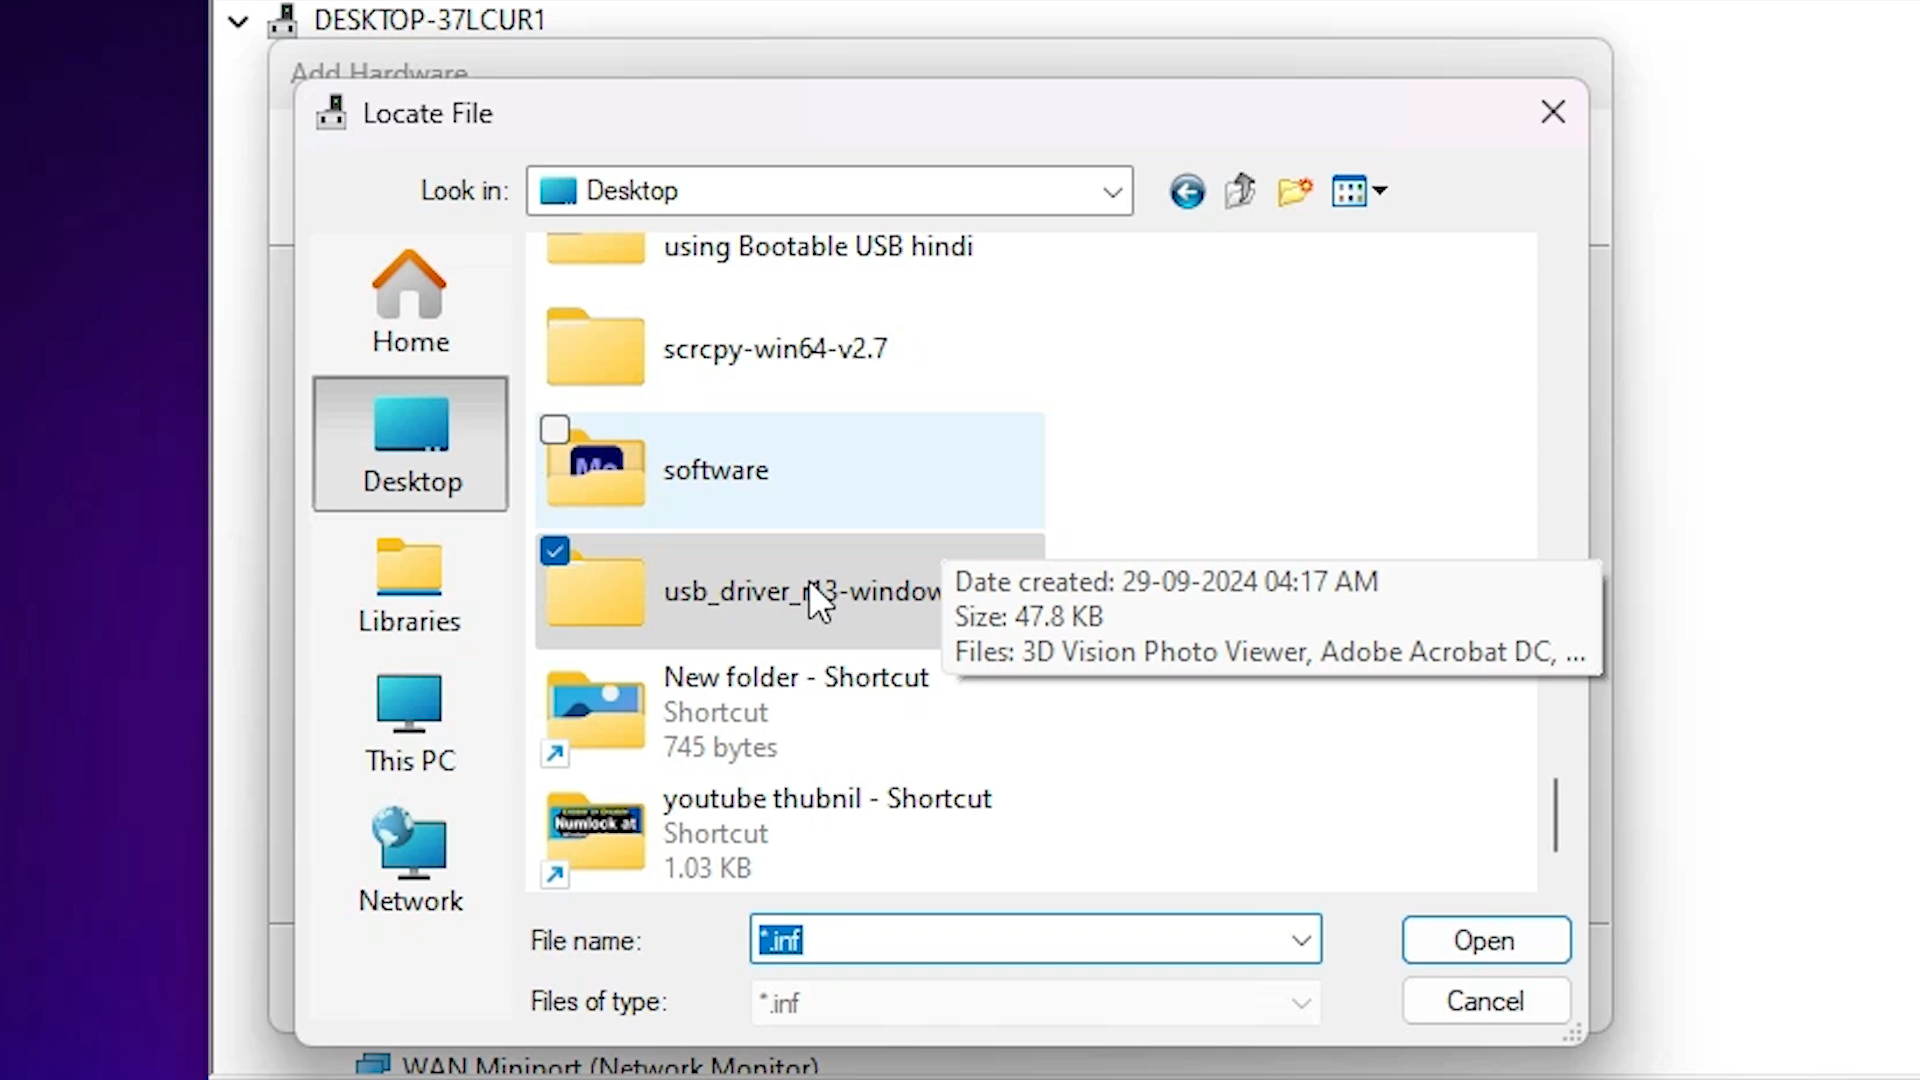 DESKTOP-37LCUR1
Add Hardware
Locate File
Look in:
Desktop
Home
Desktop
Libraries
This PC
Network
using Bootable USB hindi
scrcpy-win64-v2.7
software
usb_driver_r13-window
Date created: 29-09-2024 04:17 AM
Size: 47.8 KB
Files: 3D Vision Photo Viewer, Adobe Acrobat DC, ...
New folder - Shortcut
Shortcut
745 bytes
Numlook at
youtube thubnil - Shortcut
Shortcut
1.03 KB
File name:
*.inf
Open
Files of type:
*.inf
Cancel
WAN Miniport (Network Monitor)